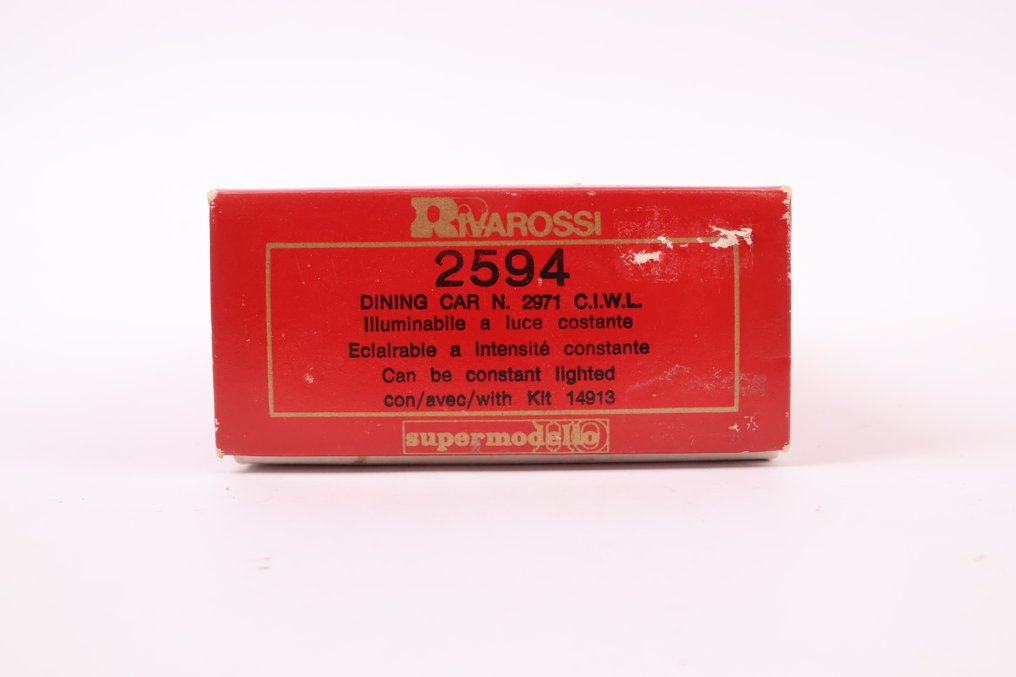 RIVAROSSI
2594
DINING CAR N. 2971 C.I.W.L.
Illuminabile a luce costante
Eclairable a intensité constante
Can be constant lighted
con/avec/with Kit 14913
supermodello HO